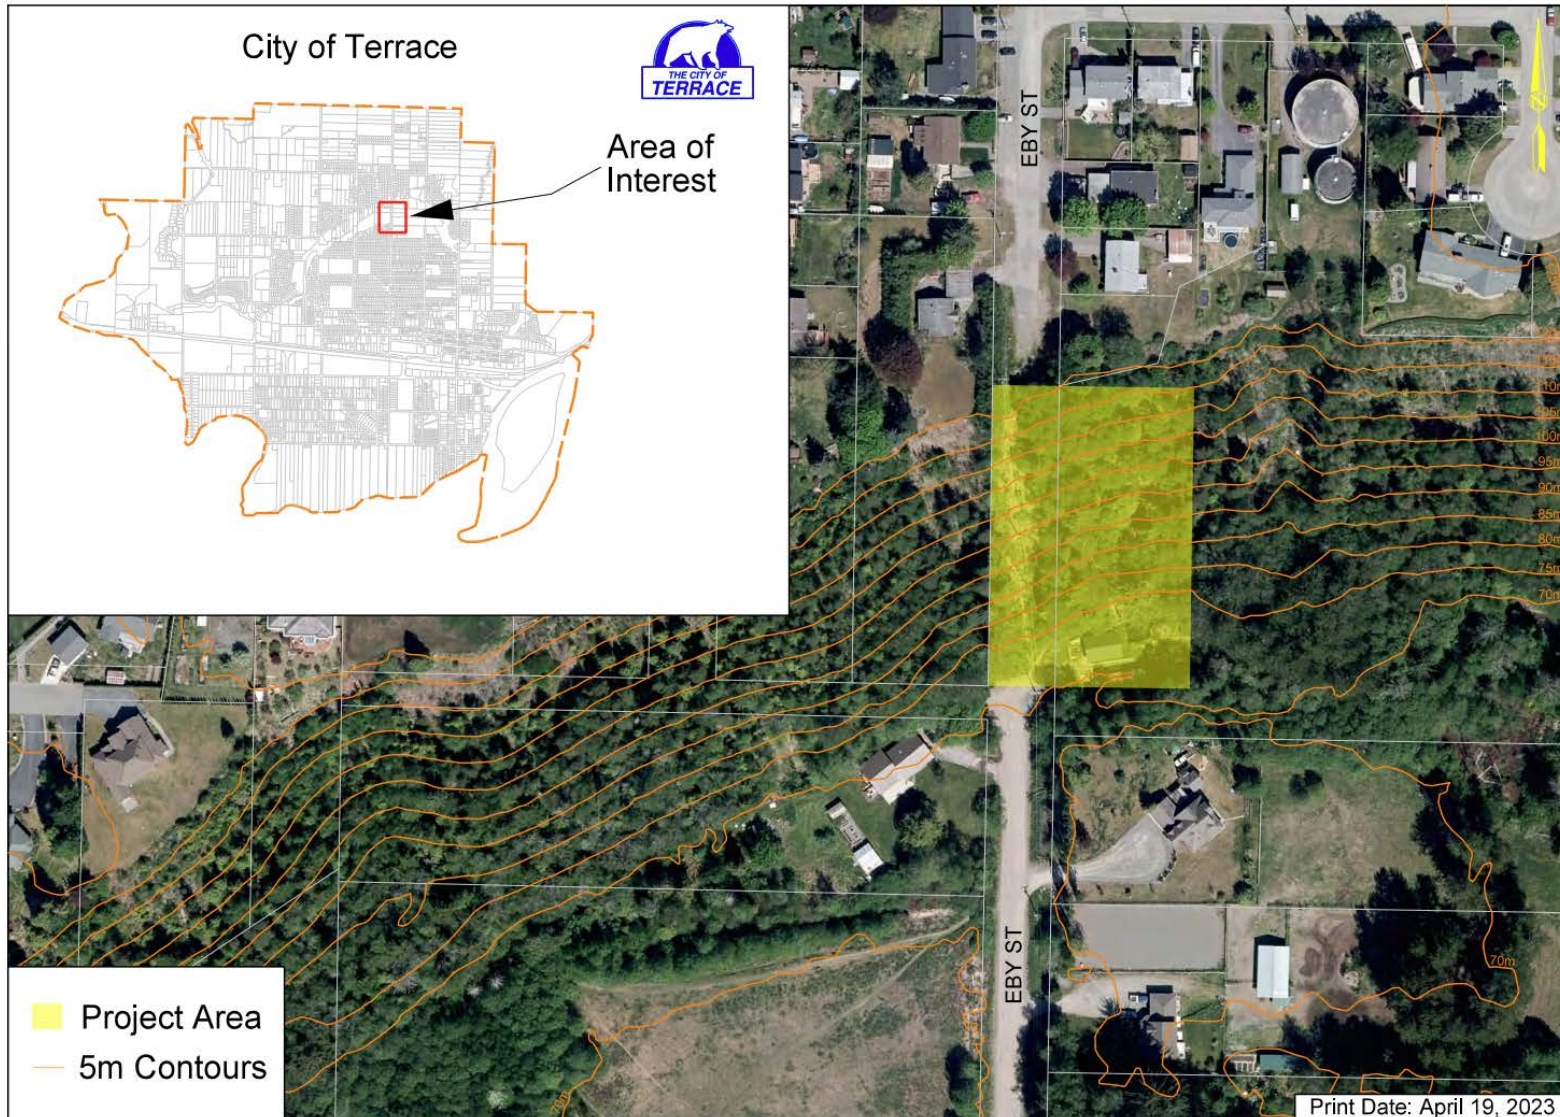 City of Terrace
THE CITY OF
TERRACE
Area of
Interest
EBY ST
N
110m
105m
100m
95m
90m
85m
80m
75m
70m
EBY ST
70m
70m
Project Area
5m Contours
Print Date: April 19, 2023